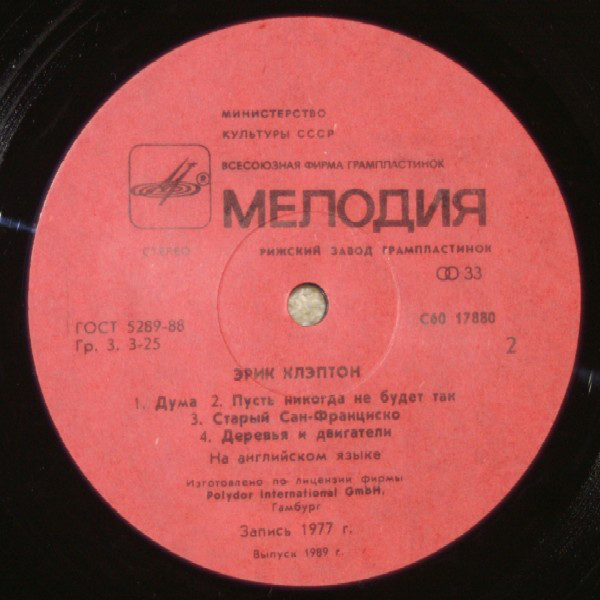 МИНИСТЕРСТВО
КУЛЬТУРЫ СССР
ВСЕСОЮЗНАЯ ФИРМА ГРАМПЛАСТИНОК
®
МЕЛОДИЯ
СТЕРЕО
РИЖСКИЙ ЗАВОД ГРАМПЛАСТИНОК
33
ГОСТ 5289-88
Гр. 3. 3-25
С60 17880
2
ЭРИК КЛЭПТОН
1. Дума 2. Пусть никогда не будет так
3. Старый Сан-Франциско
4. Деревья и двигатели
На английском языке
Изготовлено по лицензии фирмы
Polydor International GmbH.
Гамбург
Запись 1977 г.
Выпуск 1989 г.